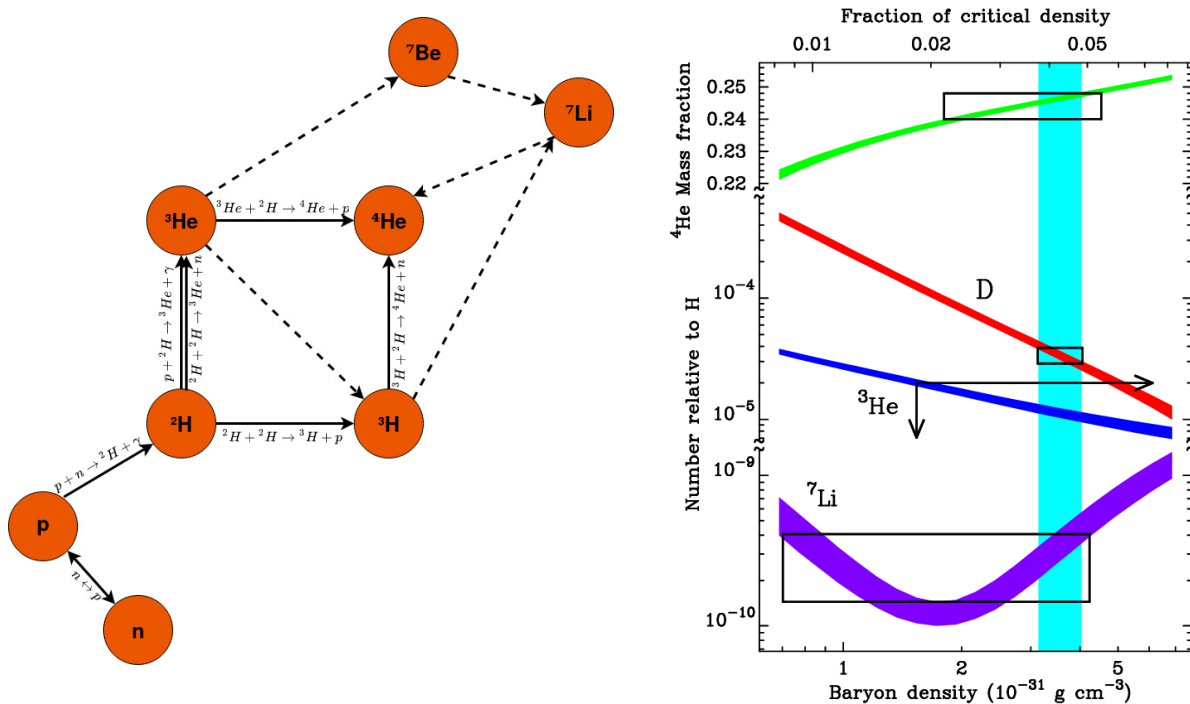 ⁷Be
⁷Li
³He
³He + ²H → ⁴He + p
⁴He
p + ²H → ³He + γ
²H + ²H → ³He + n
³H + ²H → ⁴He + n
²H
²H + ²H → ³H + p
³H
p + n → ²H + γ
p
n ↔ p
n
Fraction of critical density
0.01
0.02
0.05
⁴He Mass fraction
0.25
0.24
0.23
0.22
Number relative to H
10⁻⁴
D
³He
10⁻⁵
10⁻⁹
⁷Li
10⁻¹⁰
1
2
5
Baryon density (10⁻³¹ g cm⁻³)